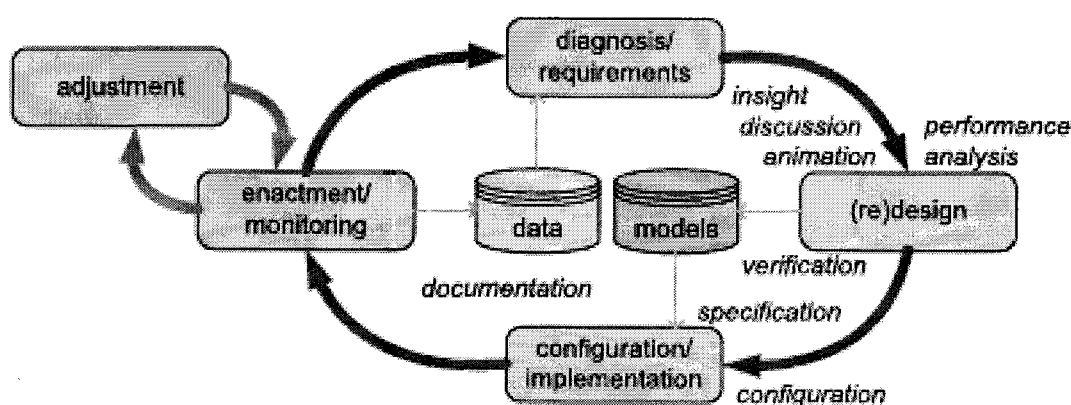 diagnosis/
requirements
adjustment
insight
discussion
animation
performance
analysis
enactment/
monitoring
data
models
(re)design
verification
documentation
specification
configuration/
implementation
configuration